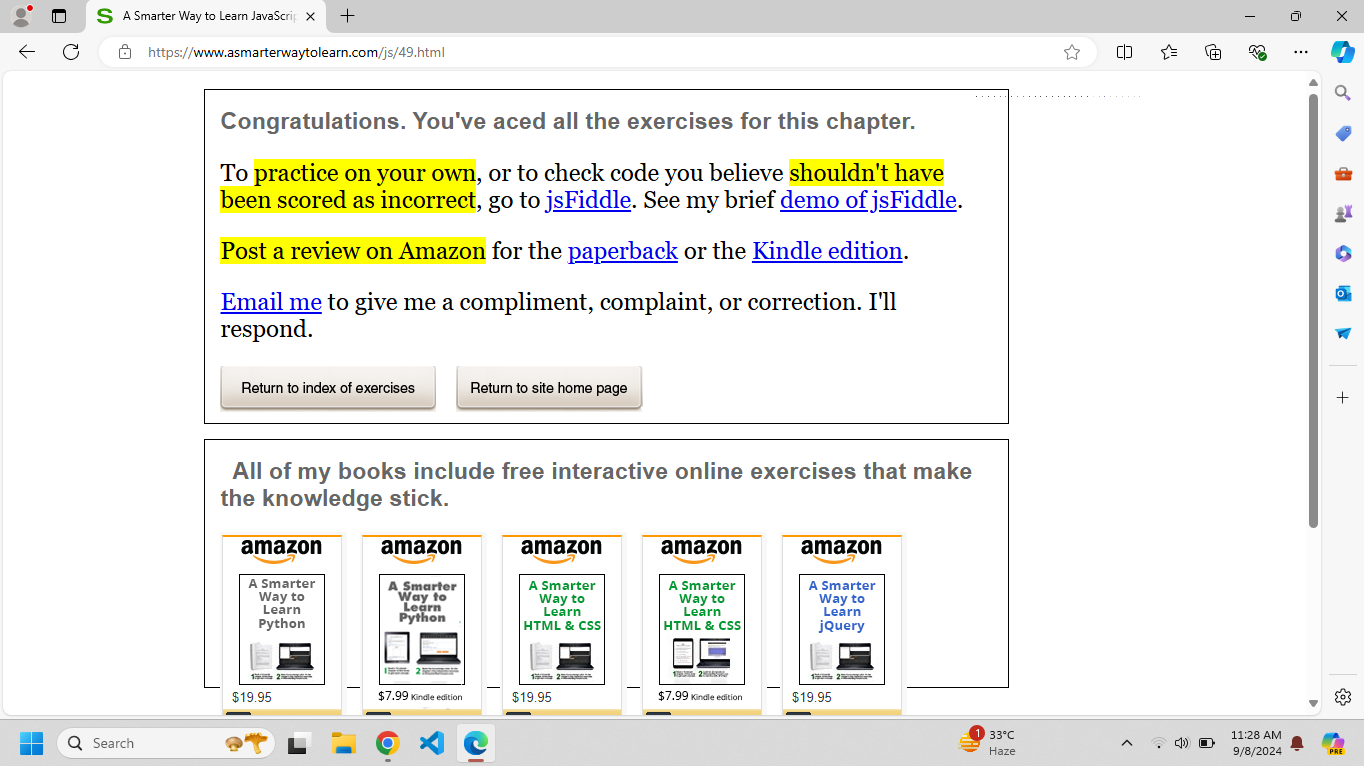 A Smarter Way to Learn JavaScrip
https://www.asmarterwaytolearn.com/js/49.html
Congratulations. You've aced all the exercises for this chapter.
To practice on your own, or to check code you believe shouldn't have
been scored as incorrect, go to jsFiddle. See my brief demo of jsFiddle.
Post a review on Amazon for the paperback or the Kindle edition.
Email me to give me a compliment, complaint, or correction. I'll
respond.
Return to index of exercises Return to site home page
All of my books include free interactive online exercises that make
the knowledge stick.
amazon amazon amazon amazon amazon
A Smarter
Way to
Learn
Python
$19.95
A Smarter
Way to
Learn
Python
$7.99 Kindle edition
A Smarter
Way to
Learn
HTML & CSS
$19.95
A Smarter
Way to
Learn
HTML & CSS
$7.99 Kindle edition
A Smarter
Way to
Learn
jQuery
$19.95
Search
1
33°C
Haze
11:28 AM
9/8/2024
PRE